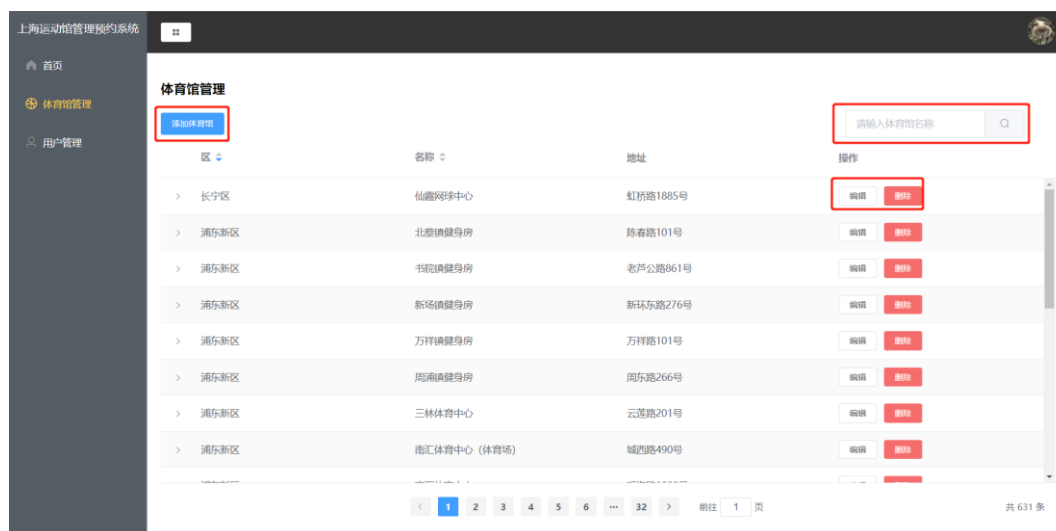 上海运动馆管理预约系统
首页
体育馆管理
用户管理
体育馆管理
添加体育馆
请输入体育馆名称
区 名称 地址 操作
长宁区 仙霞网球中心 虹桥路1885号 编辑 删除
浦东新区 北蔡镇健身房 陈春路101号 编辑 删除
浦东新区 书院镇健身房 老芦公路861号 编辑 删除
浦东新区 新场镇健身房 新环东路276号 编辑 删除
浦东新区 万祥镇健身房 万祥路101号 编辑 删除
浦东新区 周浦镇健身房 周东路266号 编辑 删除
浦东新区 三林体育中心 云莲路201号 编辑 删除
浦东新区 南汇体育中心（体育场） 城西路490号 编辑 删除
1 2 3 4 5 6 ··· 32 前往 1 页 共 631 条